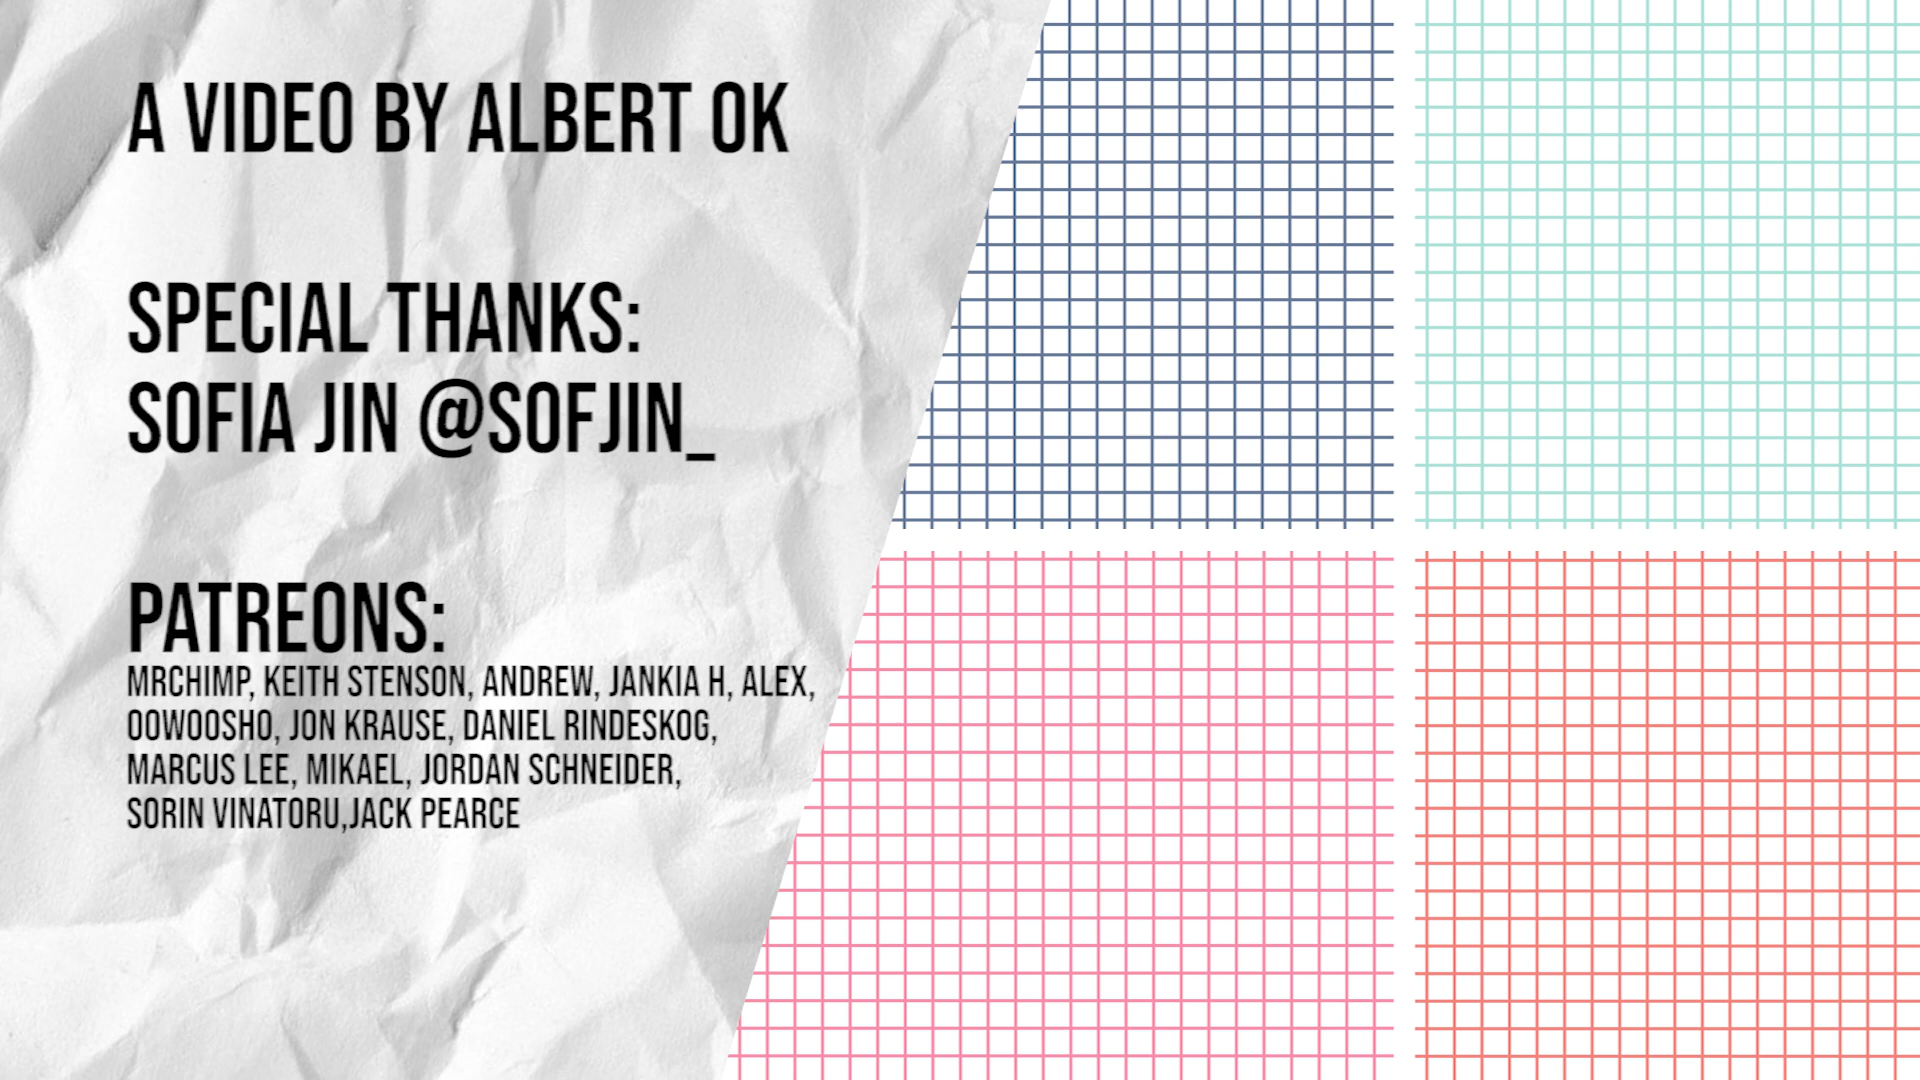 A VIDEO BY ALBERT OK
SPECIAL THANKS:
SOFIA JIN @SOFJIN_
PATREONS:
MRCHIMP, KEITH STENSON, ANDREW, JANKIA H, ALEX,
OOWOOSHO, JON KRAUSE, DANIEL RINDESKOG,
MARCUS LEE, MIKAEL, JORDAN SCHNEIDER,
SORIN VINATORU,JACK PEARCE